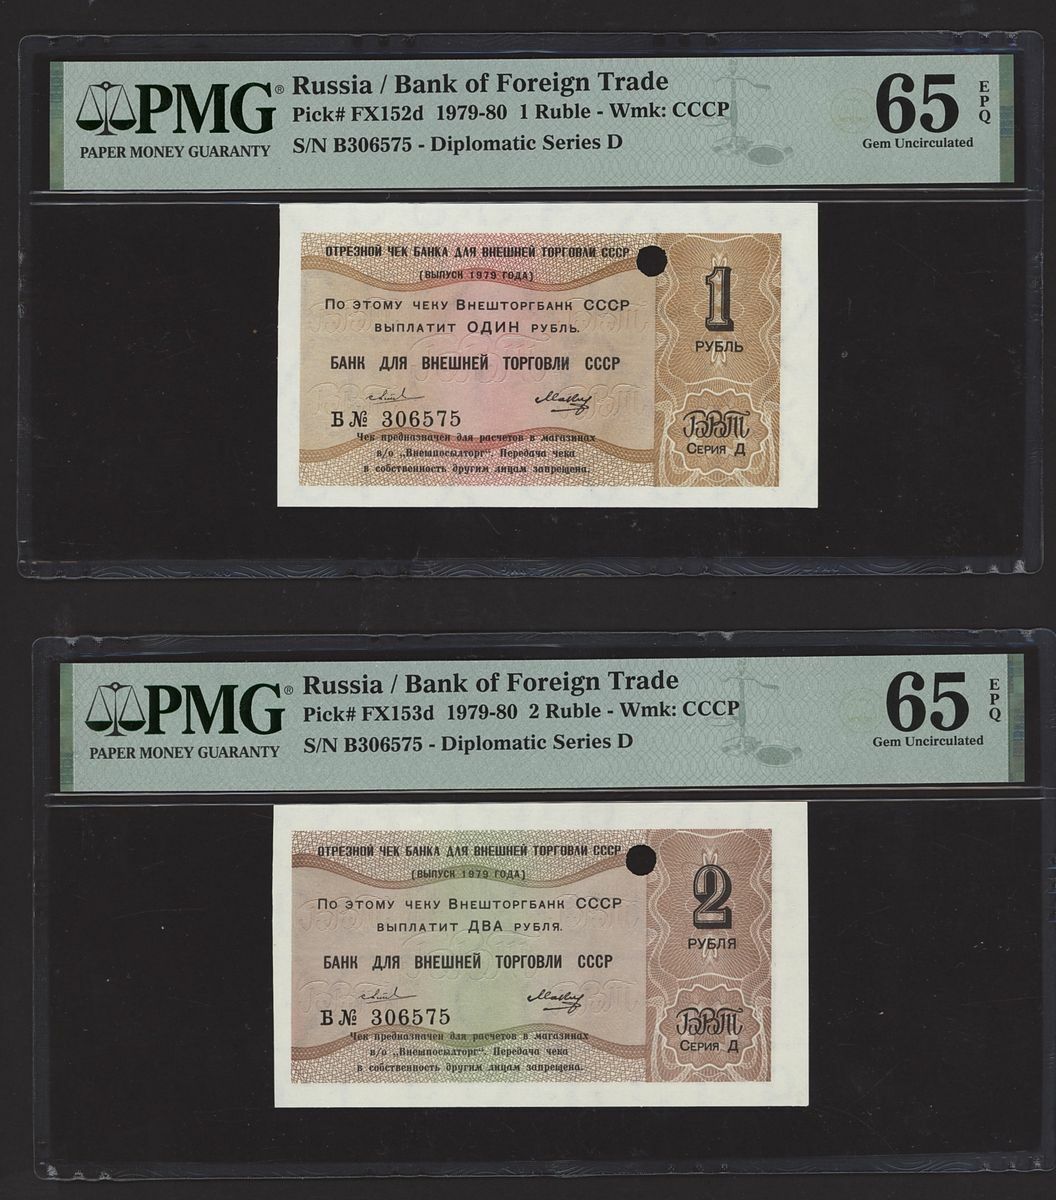 PMG®
PAPER MONEY GUARANTY
Russia / Bank of Foreign Trade
Pick# FX152d 1979-80 1 Ruble - Wmk: CCCP
S/N B306575 - Diplomatic Series D
65 EPQ
Gem Uncirculated
ОТРЕЗНОЙ ЧЕК БАНКА ДЛЯ ВНЕШНЕЙ ТОРГОВЛИ СССР
(ВЫПУСК 1979 ГОДА)
ПО ЭТОМУ ЧЕКУ ВНЕШТОРГБАНК СССР
ВЫПЛАТИТ ОДИН РУБЛЬ.
БАНК ДЛЯ ВНЕШНЕЙ ТОРГОВЛИ СССР
Б № 306575
Чек предназначен для расчетов в магазинах
в/о „Внешпосылторг“. Передача чека
в собственность другим лицам запрещена.
1
РУБЛЬ
БВТ
СЕРИЯ Д
PMG®
PAPER MONEY GUARANTY
Russia / Bank of Foreign Trade
Pick# FX153d 1979-80 2 Ruble - Wmk: CCCP
S/N B306575 - Diplomatic Series D
65 EPQ
Gem Uncirculated
ОТРЕЗНОЙ ЧЕК БАНКА ДЛЯ ВНЕШНЕЙ ТОРГОВЛИ СССР
(ВЫПУСК 1979 ГОДА)
ПО ЭТОМУ ЧЕКУ ВНЕШТОРГБАНК СССР
ВЫПЛАТИТ ДВА РУБЛЯ.
БАНК ДЛЯ ВНЕШНЕЙ ТОРГОВЛИ СССР
Б № 306575
Чек предназначен для расчетов в магазинах
в/о „Внешпосылторг“. Передача чека
в собственность другим лицам запрещена.
2
РУБЛЯ
БВТ
СЕРИЯ Д